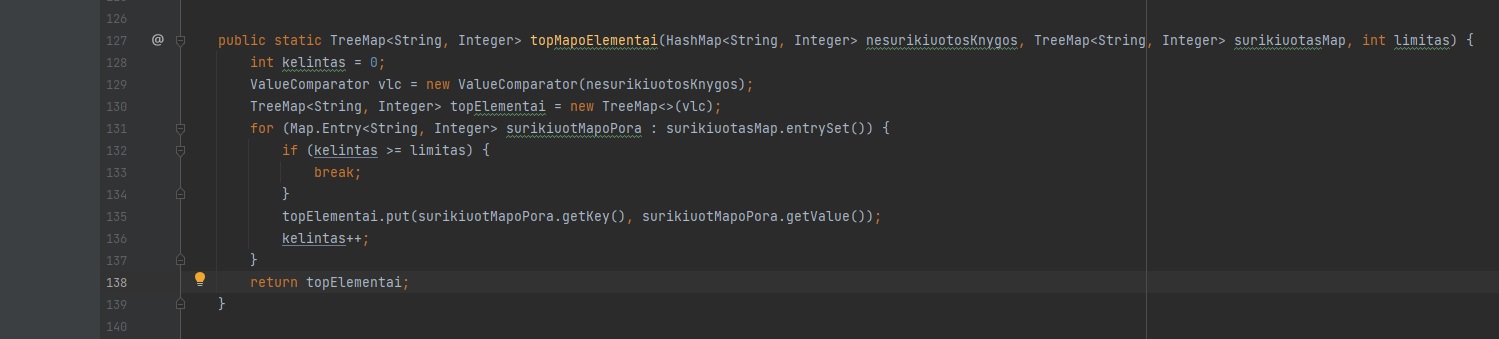 126
127 @ public static TreeMap<String, Integer> topMapoElementai(HashMap<String, Integer> nesurikiuotosKnygos, TreeMap<String, Integer> surikiuotasMap, int limitas) {
128 int kelintas = 0;
129 ValueComparator vlc = new ValueComparator(nesurikiuotosKnygos);
130 TreeMap<String, Integer> topElementai = new TreeMap<>(vlc);
131 for (Map.Entry<String, Integer> surikiuotMapoPora : surikiuotasMap.entrySet()) {
132 if (kelintas >= limitas) {
133 break;
134 }
135 topElementai.put(surikiuotMapoPora.getKey(), surikiuotMapoPora.getValue());
136 kelintas++;
137 }
138 return topElementai;
139 }
140